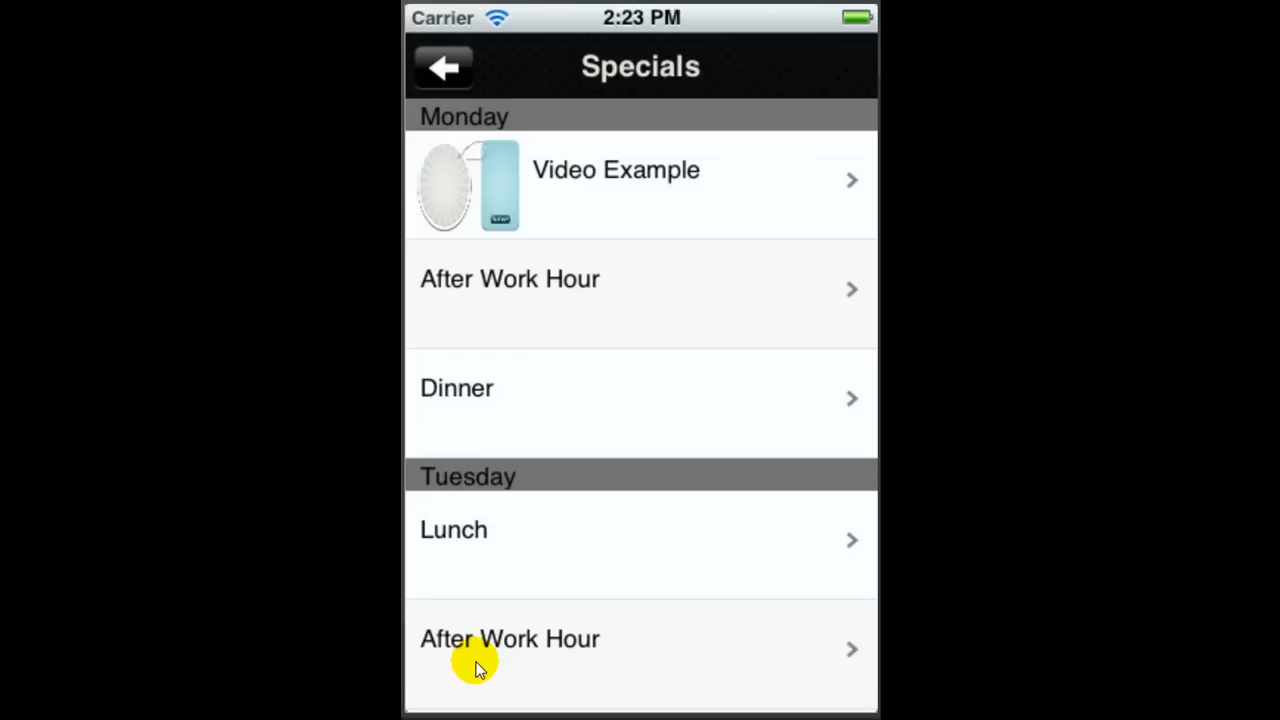 Carrier 2:23 PM
Specials
Monday
Video Example
After Work Hour
Dinner
Tuesday
Lunch
After Work Hour